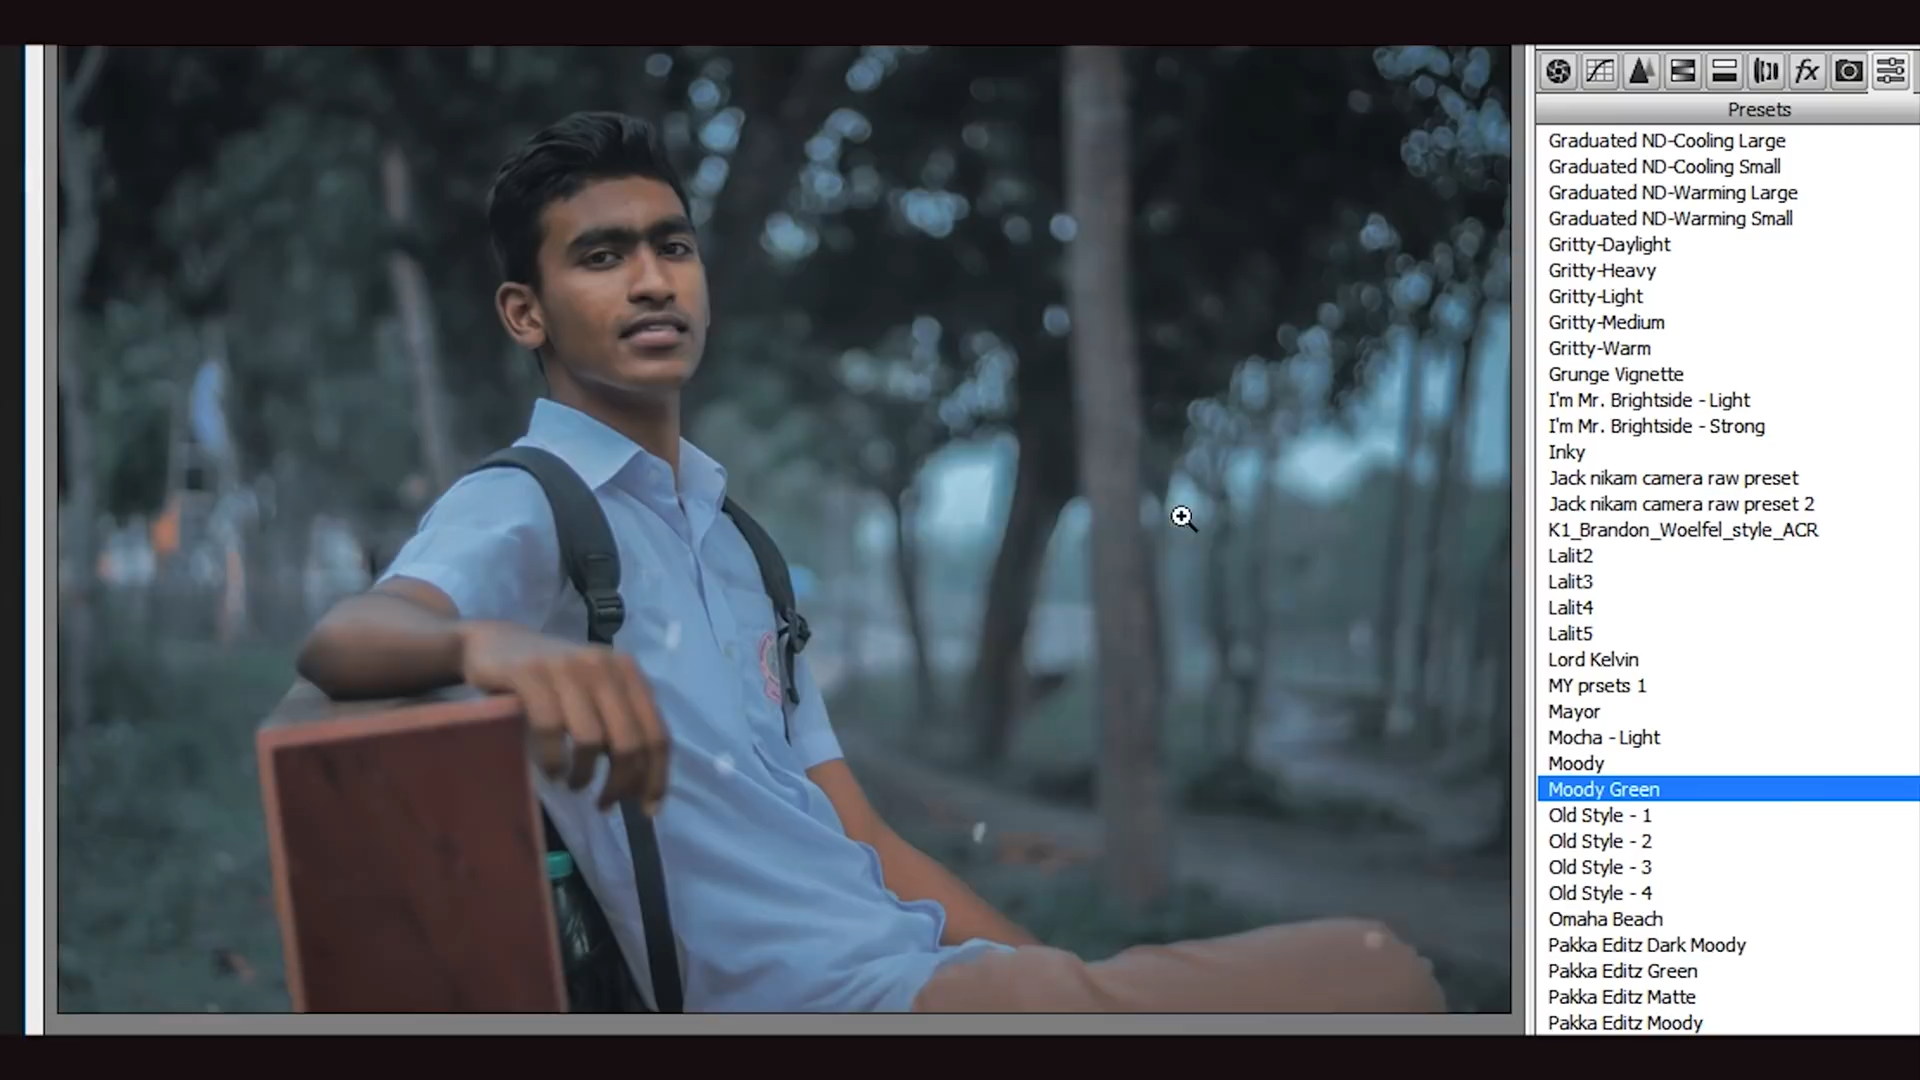 fx
Presets
Graduated ND-Cooling Large
Graduated ND-Cooling Small
Graduated ND-Warming Large
Graduated ND-Warming Small
Gritty-Daylight
Gritty-Heavy
Gritty-Light
Gritty-Medium
Gritty-Warm
Grunge Vignette
I'm Mr. Brightside - Light
I'm Mr. Brightside - Strong
Inky
Jack nikam camera raw preset
Jack nikam camera raw preset 2
K1_Brandon_Woelfel_style_ACR
Lalit2
Lalit3
Lalit4
Lalit5
Lord Kelvin
MY prsets 1
Mayor
Mocha - Light
Moody
Moody Green
Old Style - 1
Old Style - 2
Old Style - 3
Old Style - 4
Omaha Beach
Pakka Editz Dark Moody
Pakka Editz Green
Pakka Editz Matte
Pakka Editz Moody